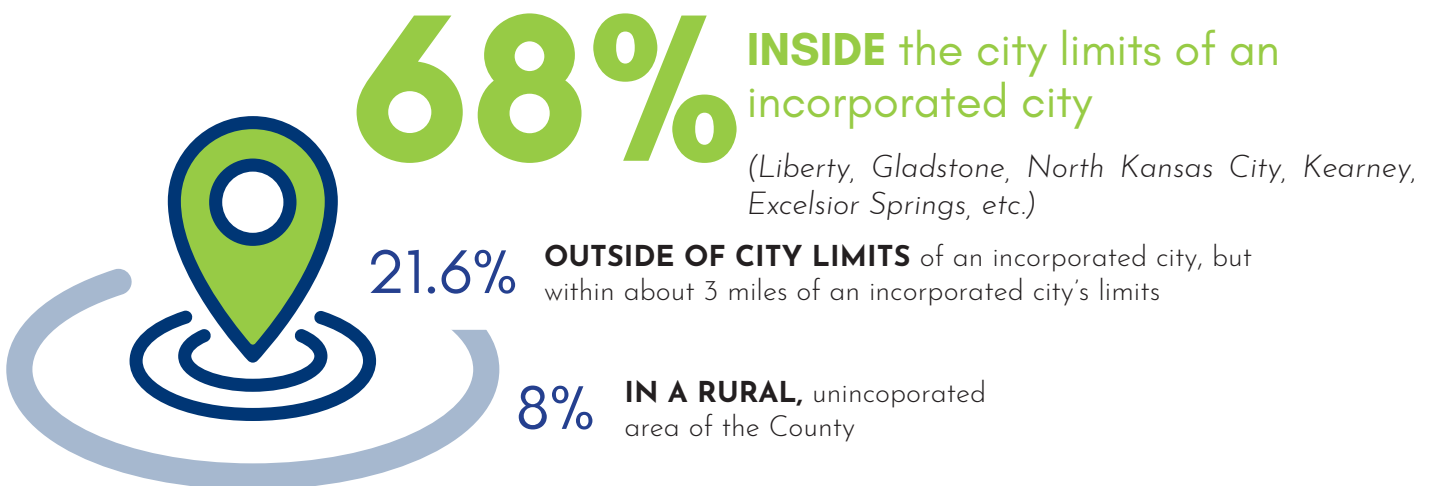 68%
INSIDE the city limits of an
incorporated city
(Liberty, Gladstone, North Kansas City, Kearney,
Excelsior Springs, etc.)
21.6%
OUTSIDE OF CITY LIMITS of an incorporated city, but
within about 3 miles of an incorporated city's limits
8%
IN A RURAL, unincoporated
area of the County